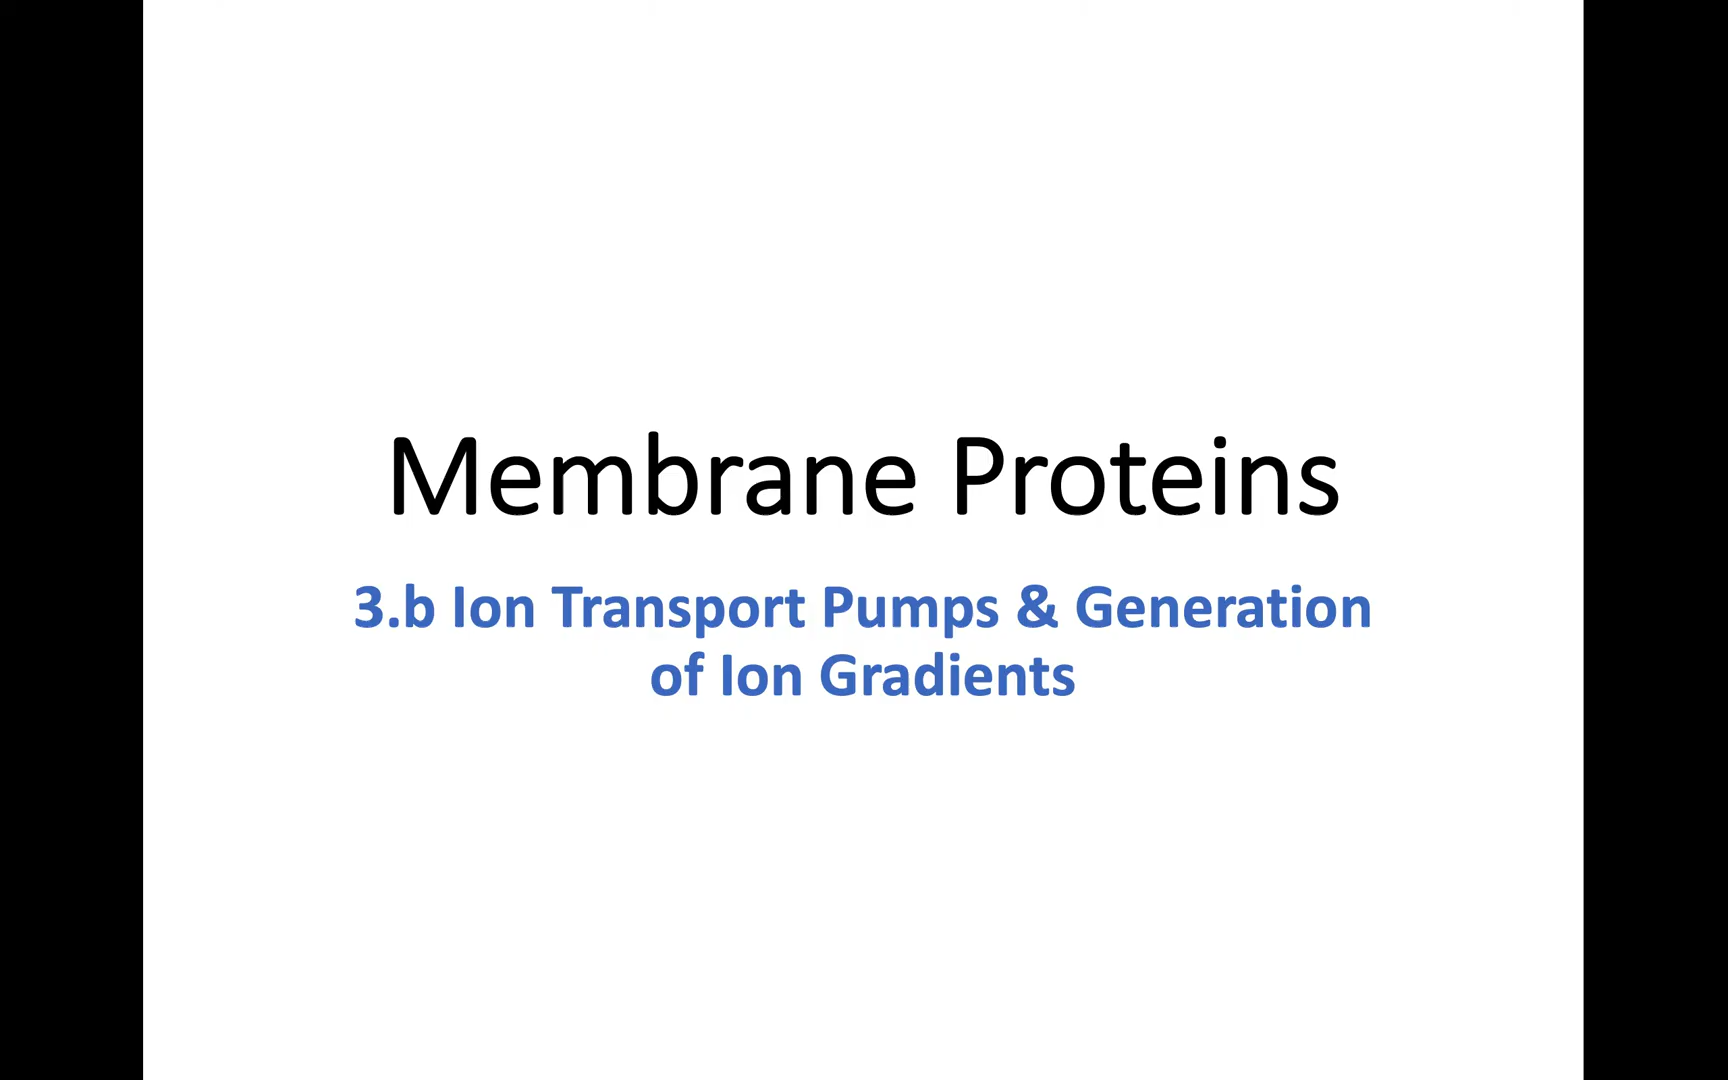 Membrane Proteins
3.b Ion Transport Pumps & Generation
of Ion Gradients